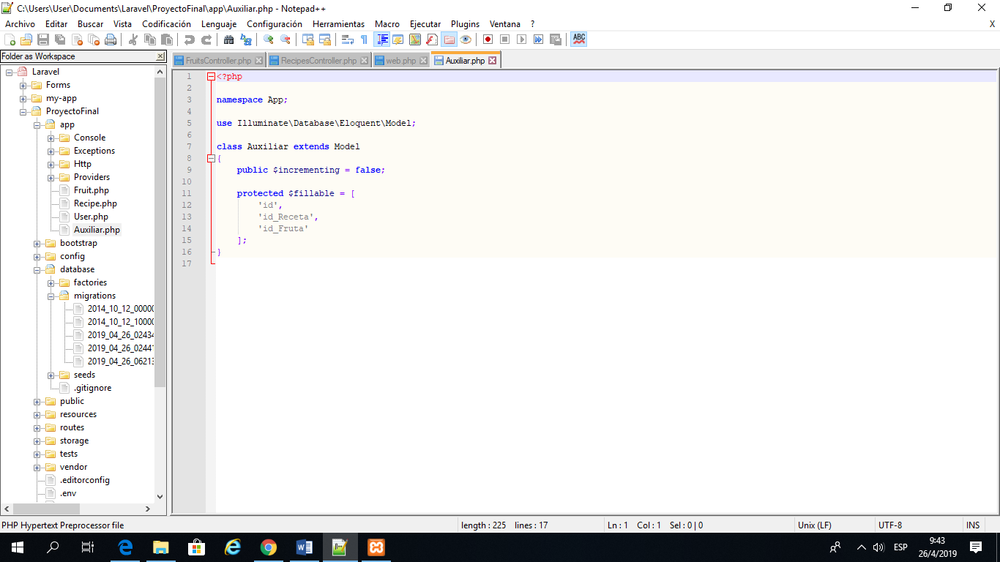 C:\Users\User\Documents\Laravel\ProyectoFinal\app\Auxiliar.php - Notepad++
Archivo Editar Buscar Vista Codificación Lenguaje Configuración Herramientas Macro Ejecutar Plugins Ventana ? X
ABC
Folder as Workspace
FruitsController.php RecipesController.php web.php Auxiliar.php
Laravel
Forms
my-app
ProyectoFinal
app
Console
Exceptions
Http
Providers
Fruit.php
Recipe.php
User.php
Auxiliar.php
bootstrap
config
database
factories
migrations
2014_10_12_00000
2014_10_12_10000
2019_04_26_02434
2019_04_26_02441
2019_04_26_06213
seeds
.gitignore
public
resources
routes
storage
tests
vendor
.editorconfig
.env
1 <?php
2
3 namespace App;
4
5 use Illuminate\Database\Eloquent\Model;
6
7 class Auxiliar extends Model
8 {
9 public $incrementing = false;
10
11 protected $fillable = [
12 'id',
13 'id_Receta',
14 'id_Fruta'
15 ];
16 }
17
PHP Hypertext Preprocessor file length : 225 lines : 17 Ln : 1 Col : 1 Sel : 0 | 0 Unix (LF) UTF-8 INS
ESP
9:43
26/4/2019